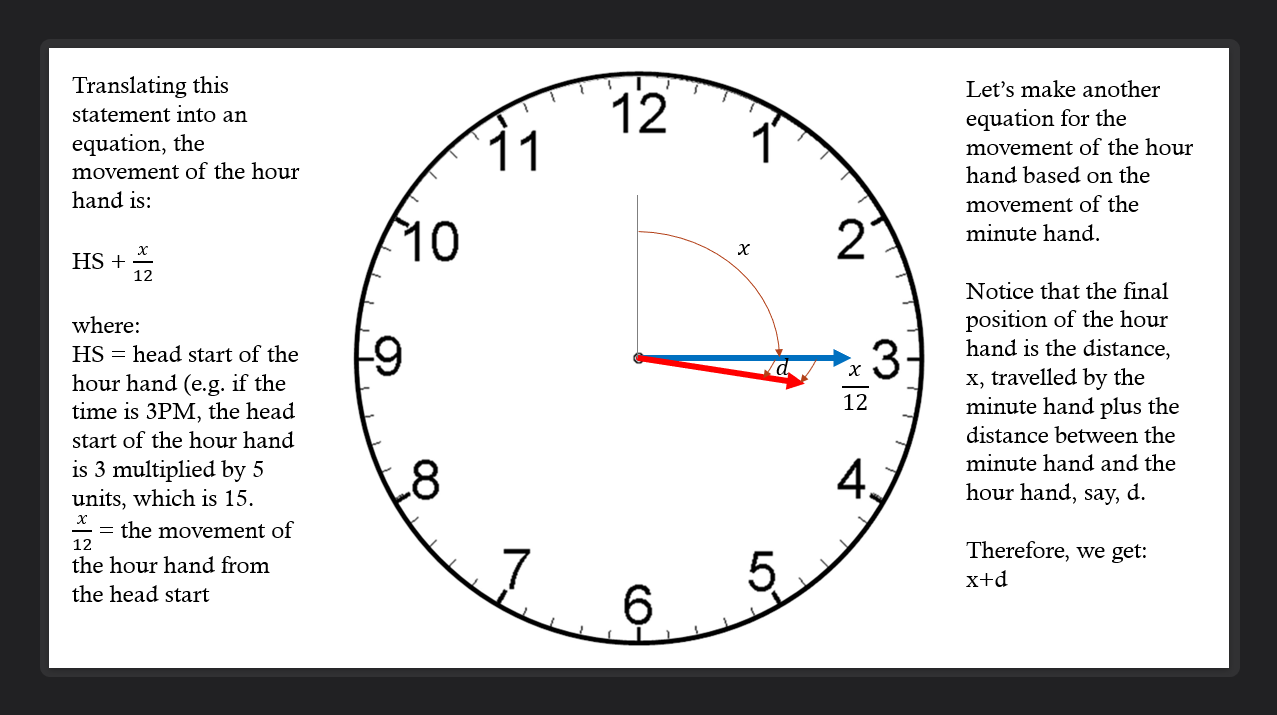 Translating this
statement into an
equation, the
movement of the hour
hand is:
HS + x/12
where:
HS = head start of the
hour hand (e.g. if the
time is 3PM, the head
start of the hour hand
is 3 multiplied by 5
units, which is 15.
x/12 = the movement of
the hour hand from
the head start
12
1
2
3
4
5
6
7
8
9
10
11
x
d
x/12
Let’s make another
equation for the
movement of the hour
hand based on the
movement of the
minute hand.
Notice that the final
position of the hour
hand is the distance,
x, travelled by the
minute hand plus the
distance between the
minute hand and the
hour hand, say, d.
Therefore, we get:
x+d